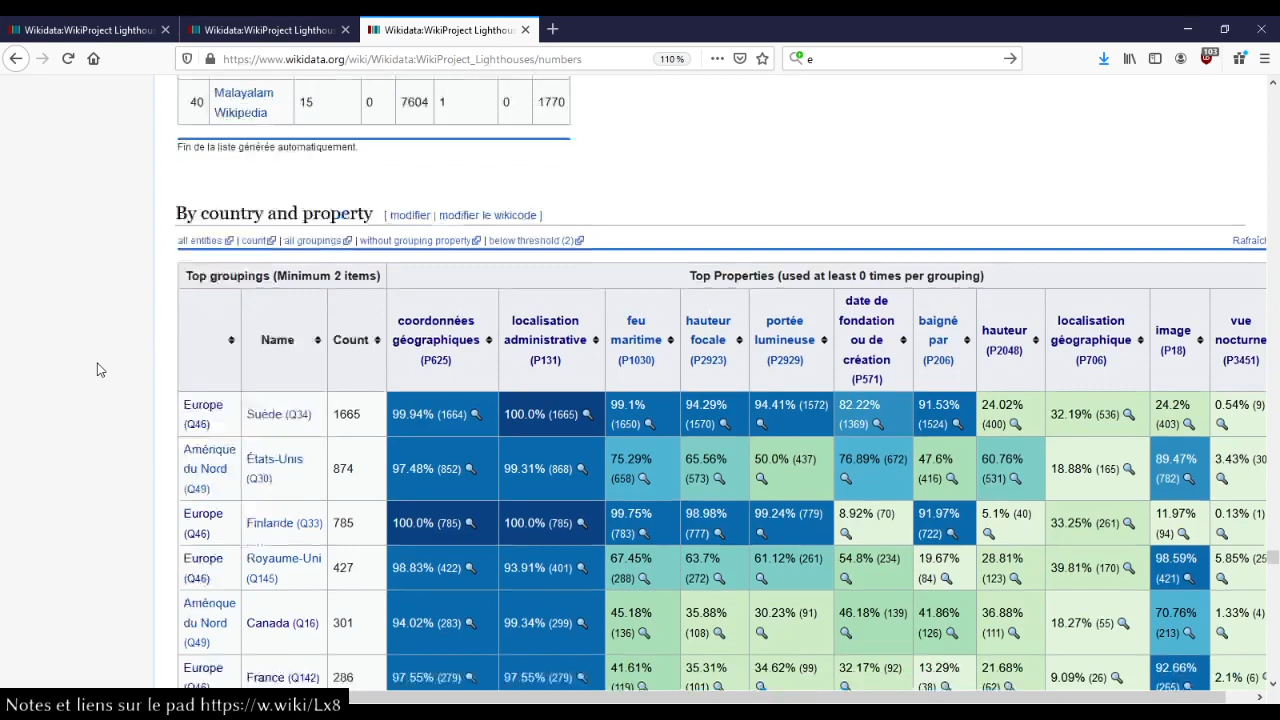 Wikidata:WikiProject Lighthous Wikidata:WikiProject Lighthous Wikidata:WikiProject Lighthous
https://www.wikidata.org/wiki/Wikidata:WikiProject_Lighthouses/numbers 110 % e 103
40 Malayalam Wikipedia 15 0 7604 1 0 1770
Fin de la liste générée automatiquement.
By country and property [ modifier | modifier le wikicode ]
all entities | count | all groupings | without grouping property | below threshold (2) Rafraîch
Top groupings (Minimum 2 items) Top Properties (used at least 0 times per grouping)
Name Count coordonnées géographiques (P625) localisation administrative (P131) feu maritime (P1030) hauteur focale (P2923) portée lumineuse (P2929) date de fondation ou de création (P571) baigné par (P206) hauteur (P2048) localisation géographique (P706) image (P18) vue nocturne (P3451)
Europe (Q46) Suède (Q34) 1665 99.94% (1664) 100.0% (1665) 99.1% (1650) 94.29% (1570) 94.41% (1572) 82.22% (1369) 91.53% (1524) 24.02% (400) 32.19% (536) 24.2% (403) 0.54% (9)
Amérique du Nord (Q49) États-Unis (Q30) 874 97.48% (852) 99.31% (868) 75.29% (658) 65.56% (573) 50.0% (437) 76.89% (672) 47.6% (416) 60.76% (531) 18.88% (165) 89.47% (782) 3.43% (30
Europe (Q46) Finlande (Q33) 785 100.0% (785) 100.0% (785) 99.75% (783) 98.98% (777) 99.24% (779) 8.92% (70) 91.97% (722) 5.1% (40) 33.25% (261) 11.97% (94) 0.13% (1)
Europe (Q46) Royaume-Uni (Q145) 427 98.83% (422) 93.91% (401) 67.45% (288) 63.7% (272) 61.12% (261) 54.8% (234) 19.67% (84) 28.81% (123) 39.81% (170) 98.59% (421) 5.85% (25
Amérique du Nord (Q49) Canada (Q16) 301 94.02% (283) 99.34% (299) 45.18% (136) 35.88% (108) 30.23% (91) 46.18% (139) 41.86% (126) 36.88% (111) 18.27% (55) 70.76% (213) 1.33% (4)
Europe (Q46) France (Q142) 286 97.55% (279) 97.55% (279) 41.61% (119) 35.31% (101) 34.62% (99) 32.17% (92) 13.29% (38) 21.68% (62) 9.09% (26) 92.66% (265) 2.1% (6)
Notes et liens sur le pad https://w.wiki/Lx8